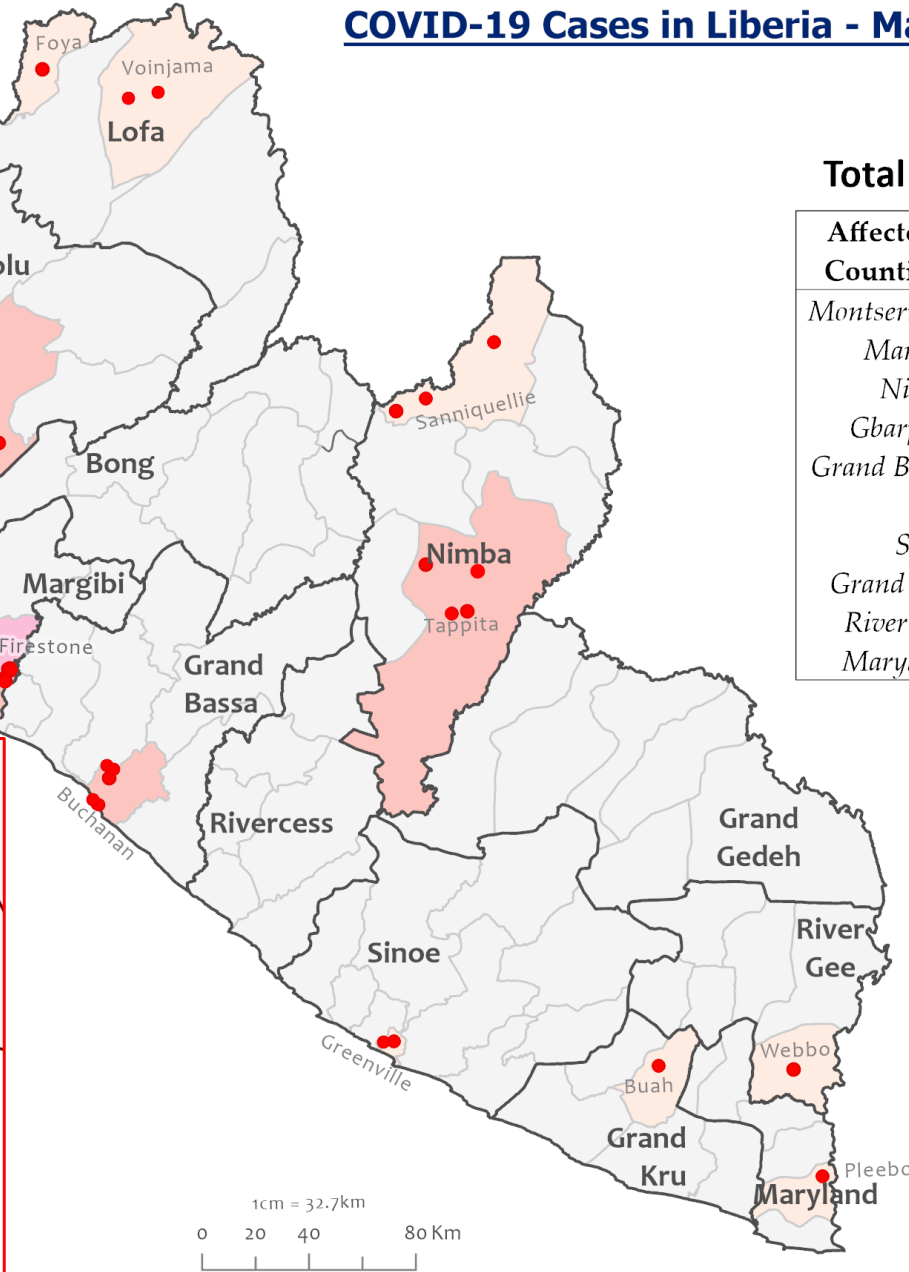 COVID-19 Cases in Liberia - Ma
Foya
Voinjama
Lofa
Total
Affecte
Counti
Montserr
Mar
Ni
Gbarp
Grand B
S
Grand
River
Mary
olu
Sanniquellie
Bong
Nimba
Tappita
Margibi
Firestone
Grand
Bassa
Buchanan
Rivercess
Grand
Gedeh
River
Gee
Sinoe
Greenville
Webbo
Buah
Grand
Kru
Pleebo
Maryland
1cm = 32.7km
0 20 40 80 Km